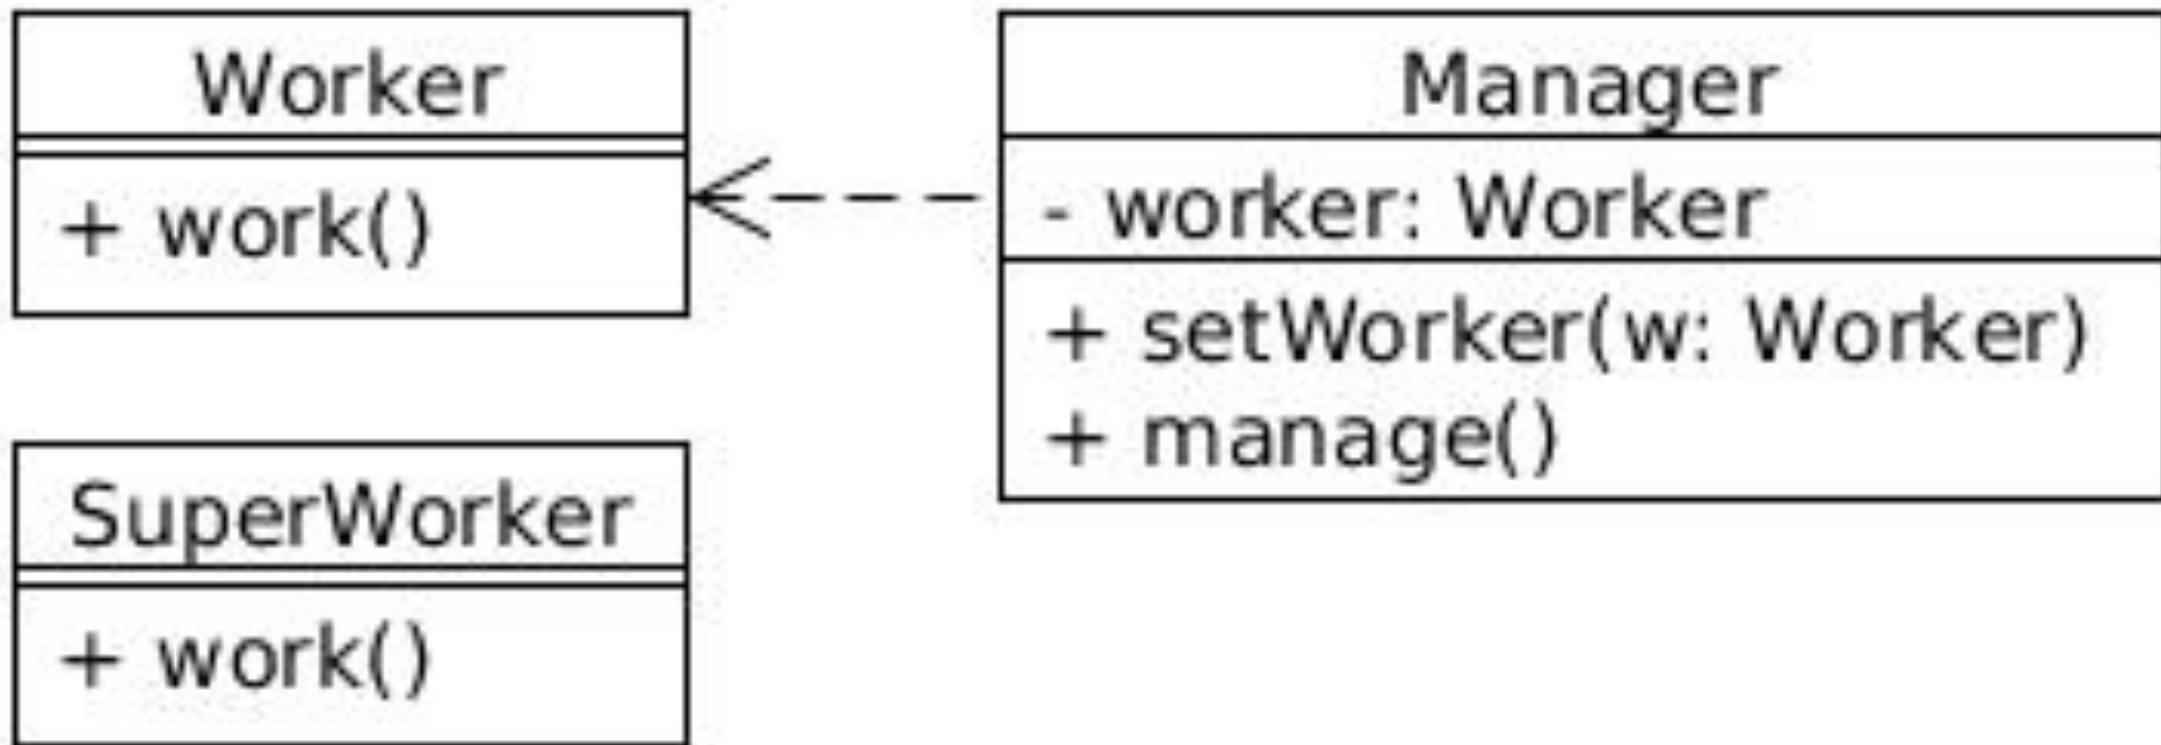 Worker
+ work()
Manager
- worker: Worker
+ setWorker(w: Worker)
+ manage()
SuperWorker
+ work()